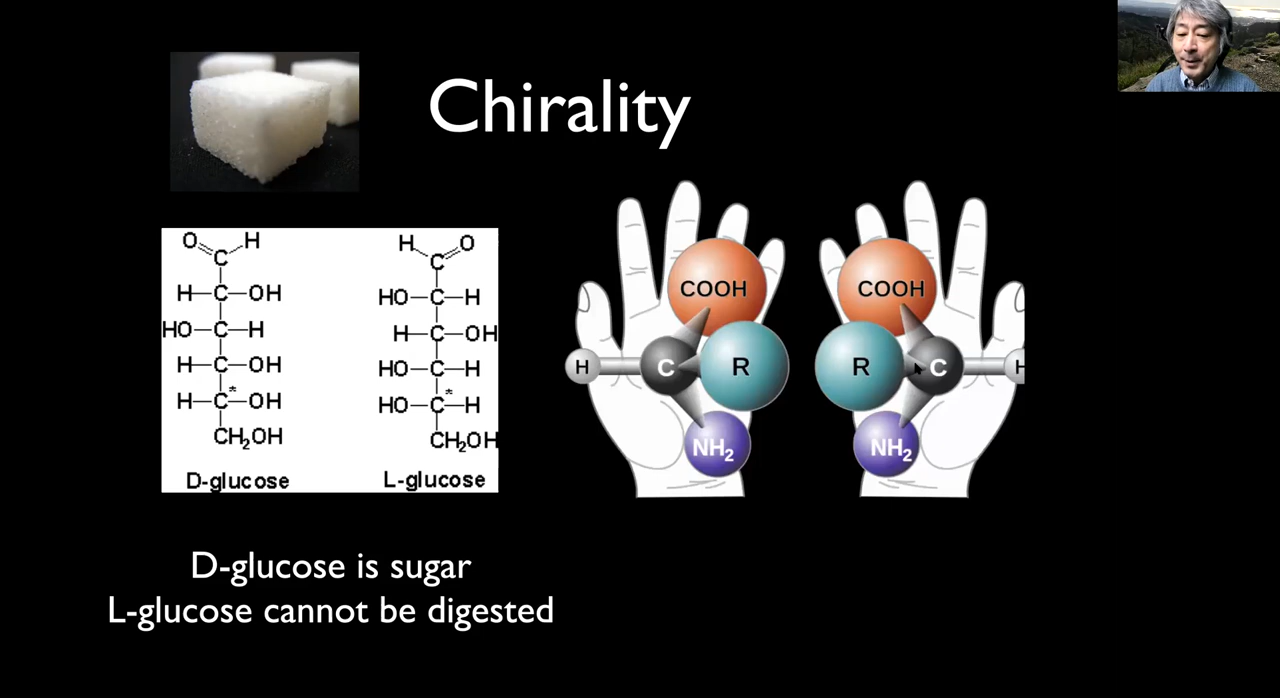 Chirality
O H
C
H-C-OH
HO-C-H
H-C-OH
H-C*-OH
CH2OH
D-glucose
H O
C
HO-C-H
H-C-OH
HO-C-H
HO-C*-H
CH2OH
L-glucose
COOH
H C R
NH2
COOH
R C H
NH2
D-glucose is sugar
L-glucose cannot be digested